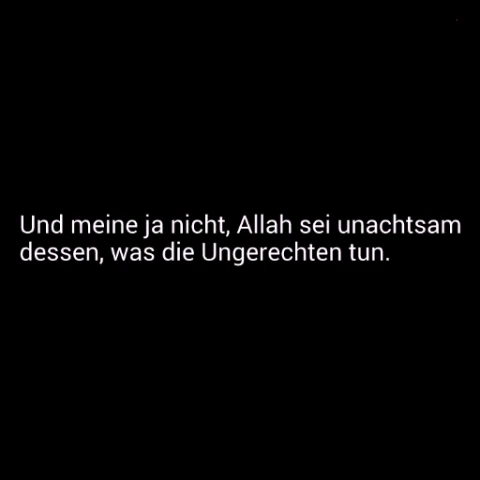 Und meine ja nicht, Allah sei unachtsam
dessen, was die Ungerechten tun.